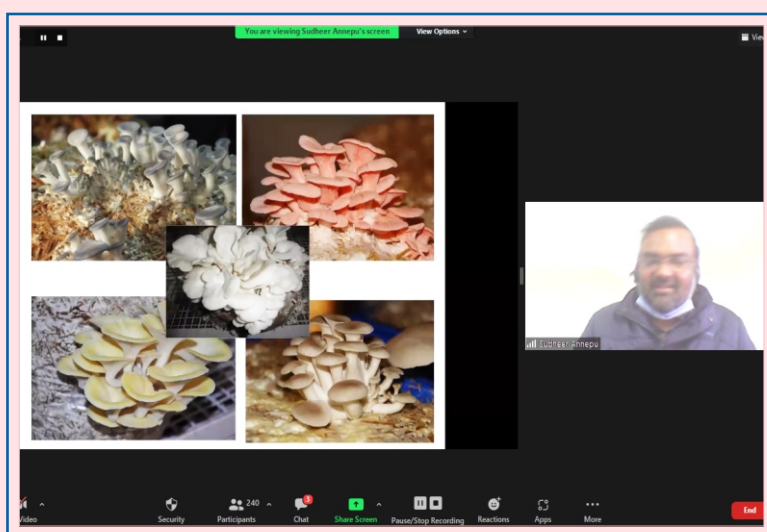 You are viewing Sudheer Annepu's screen
View Options
View
Sudheer Annepu
Video
Security
240
Participants
3
Chat
Share Screen
Pause/Stop Recording
Reactions
Apps
More
End